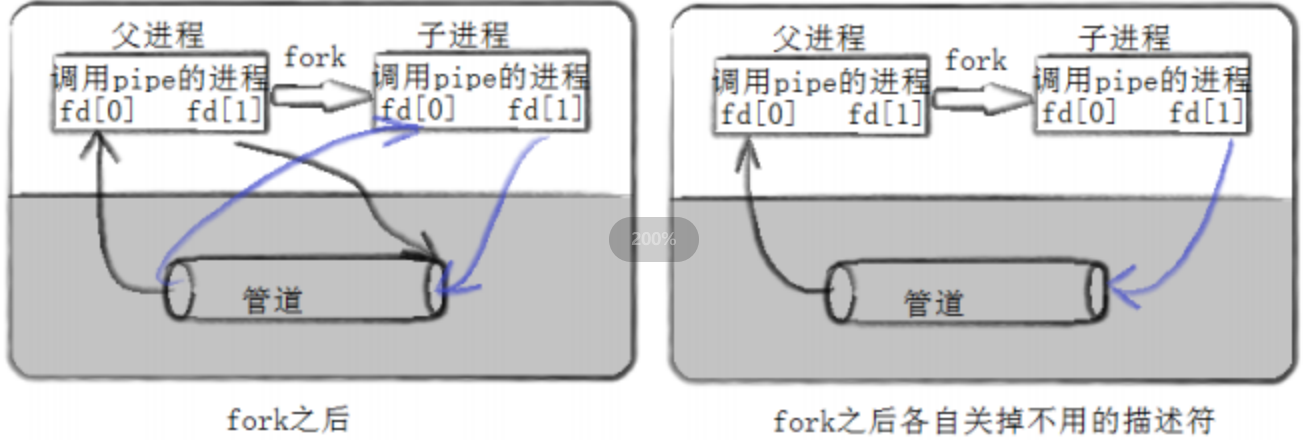 父进程
子进程
fork
调用pipe的进程
调用pipe的进程
fd[0]
fd[1]
fd[0]
fd[1]
管道
fork之后
200%
父进程
子进程
fork
调用pipe的进程
调用pipe的进程
fd[0]
fd[1]
fd[0]
fd[1]
管道
fork之后各自关掉不用的描述符